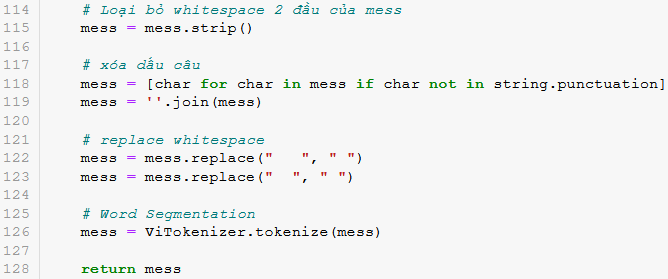 114 # Loại bỏ whitespace 2 đầu của mess
115 mess = mess.strip()
116
117 # xóa dấu câu
118 mess = [char for char in mess if char not in string.punctuation]
119 mess = ''.join(mess)
120
121 # replace whitespace
122 mess = mess.replace("   ", " ")
123 mess = mess.replace("  ", " ")
124
125 # Word Segmentation
126 mess = ViTokenizer.tokenize(mess)
127
128 return mess